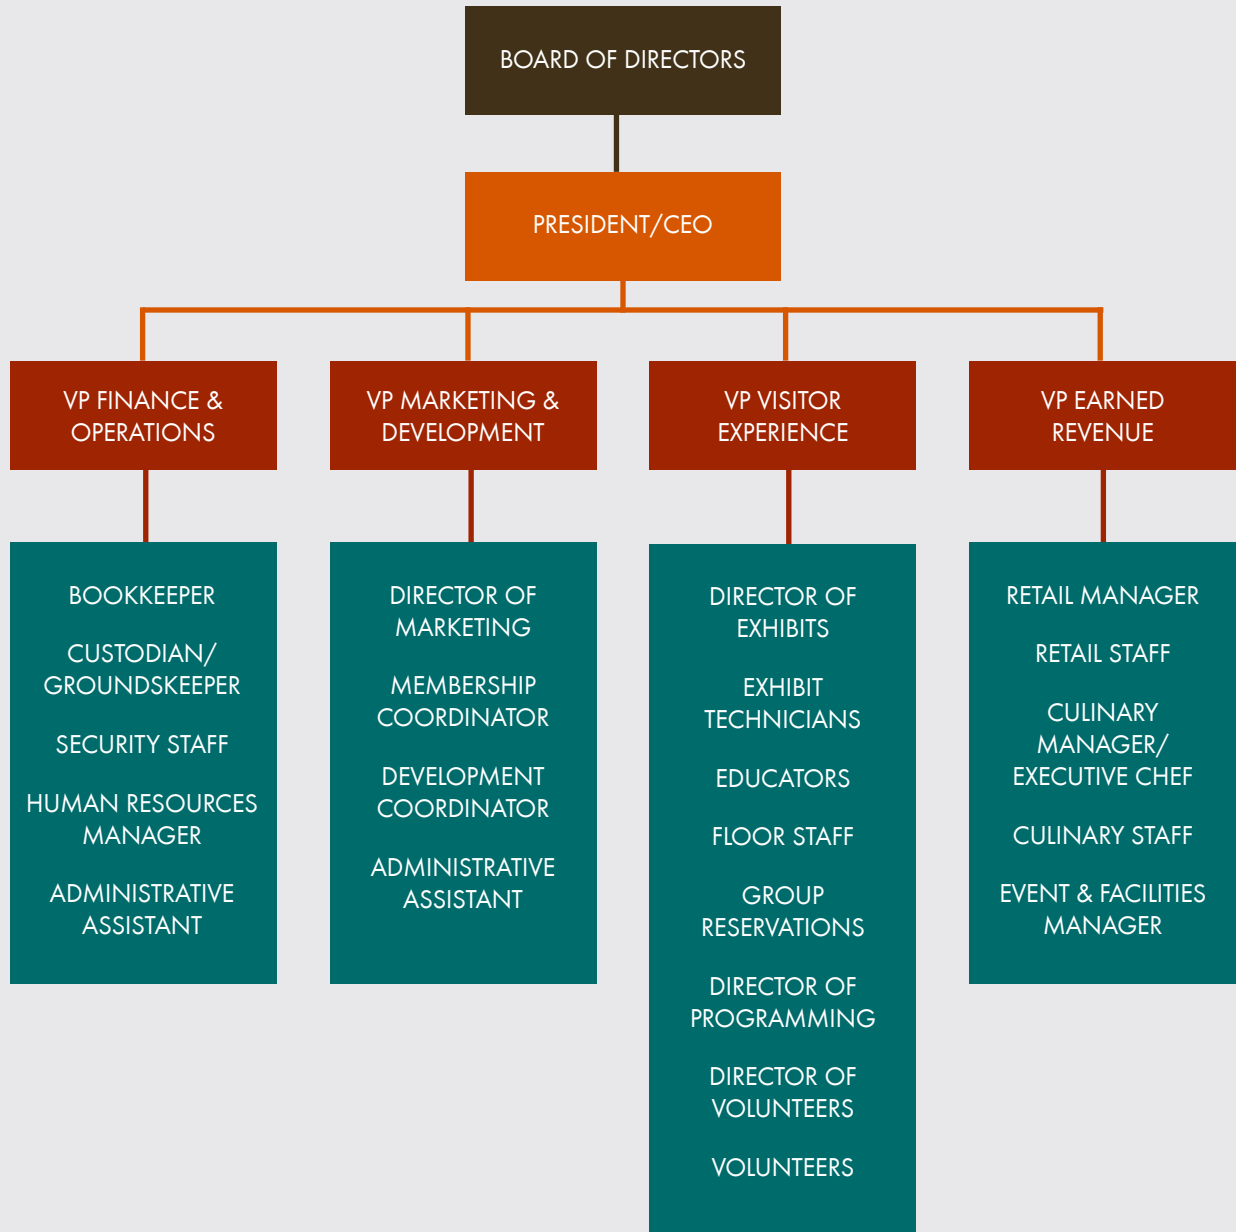 BOARD OF DIRECTORS
PRESIDENT/CEO
VP FINANCE &
OPERATIONS
VP MARKETING &
DEVELOPMENT
VP VISITOR
EXPERIENCE
VP EARNED
REVENUE
BOOKKEEPER
CUSTODIAN/
GROUNDSKEEPER
SECURITY STAFF
HUMAN RESOURCES
MANAGER
ADMINISTRATIVE
ASSISTANT
DIRECTOR OF
MARKETING
MEMBERSHIP
COORDINATOR
DEVELOPMENT
COORDINATOR
ADMINISTRATIVE
ASSISTANT
DIRECTOR OF
EXHIBITS
EXHIBIT
TECHNICIANS
EDUCATORS
FLOOR STAFF
GROUP
RESERVATIONS
DIRECTOR OF
PROGRAMMING
DIRECTOR OF
VOLUNTEERS
VOLUNTEERS
RETAIL MANAGER
RETAIL STAFF
CULINARY
MANAGER/
EXECUTIVE CHEF
CULINARY STAFF
EVENT & FACILITIES
MANAGER